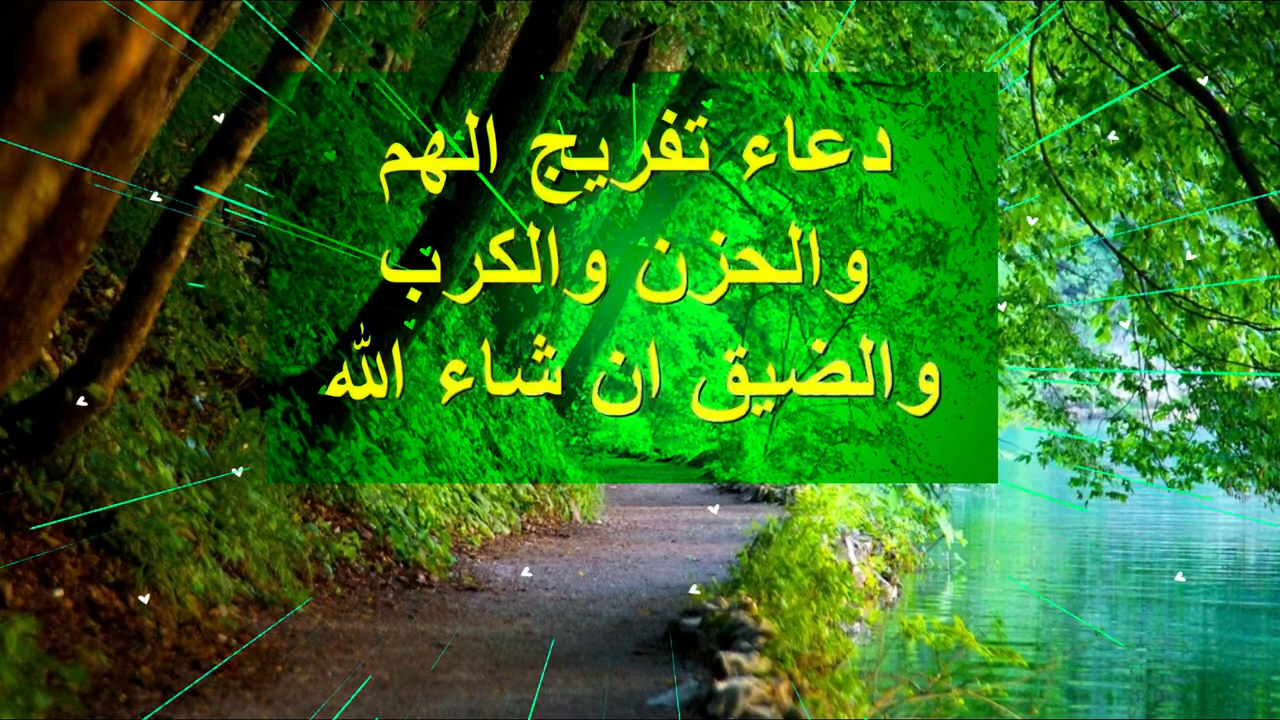 دعاء تفريج الهم
والحزن والكرب
والضيق ان شاء الله